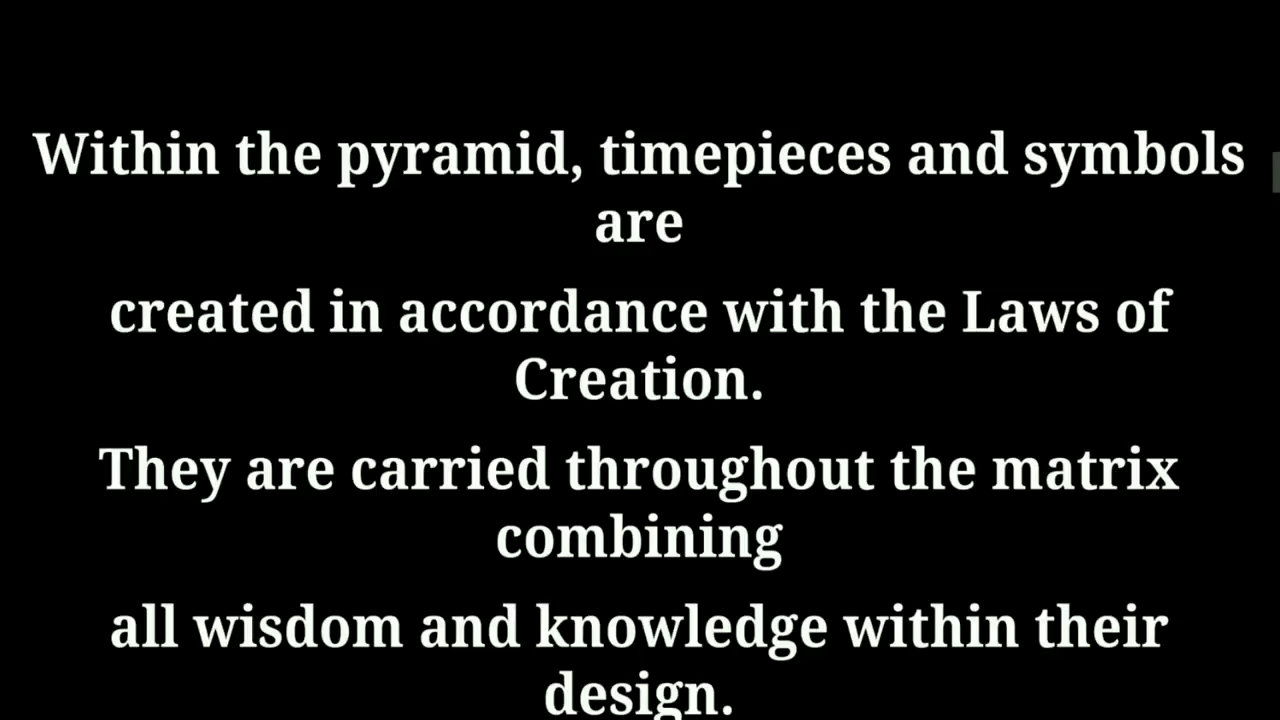 Within the pyramid, timepieces and symbols
are
created in accordance with the Laws of
Creation.
They are carried throughout the matrix
combining
all wisdom and knowledge within their
design.